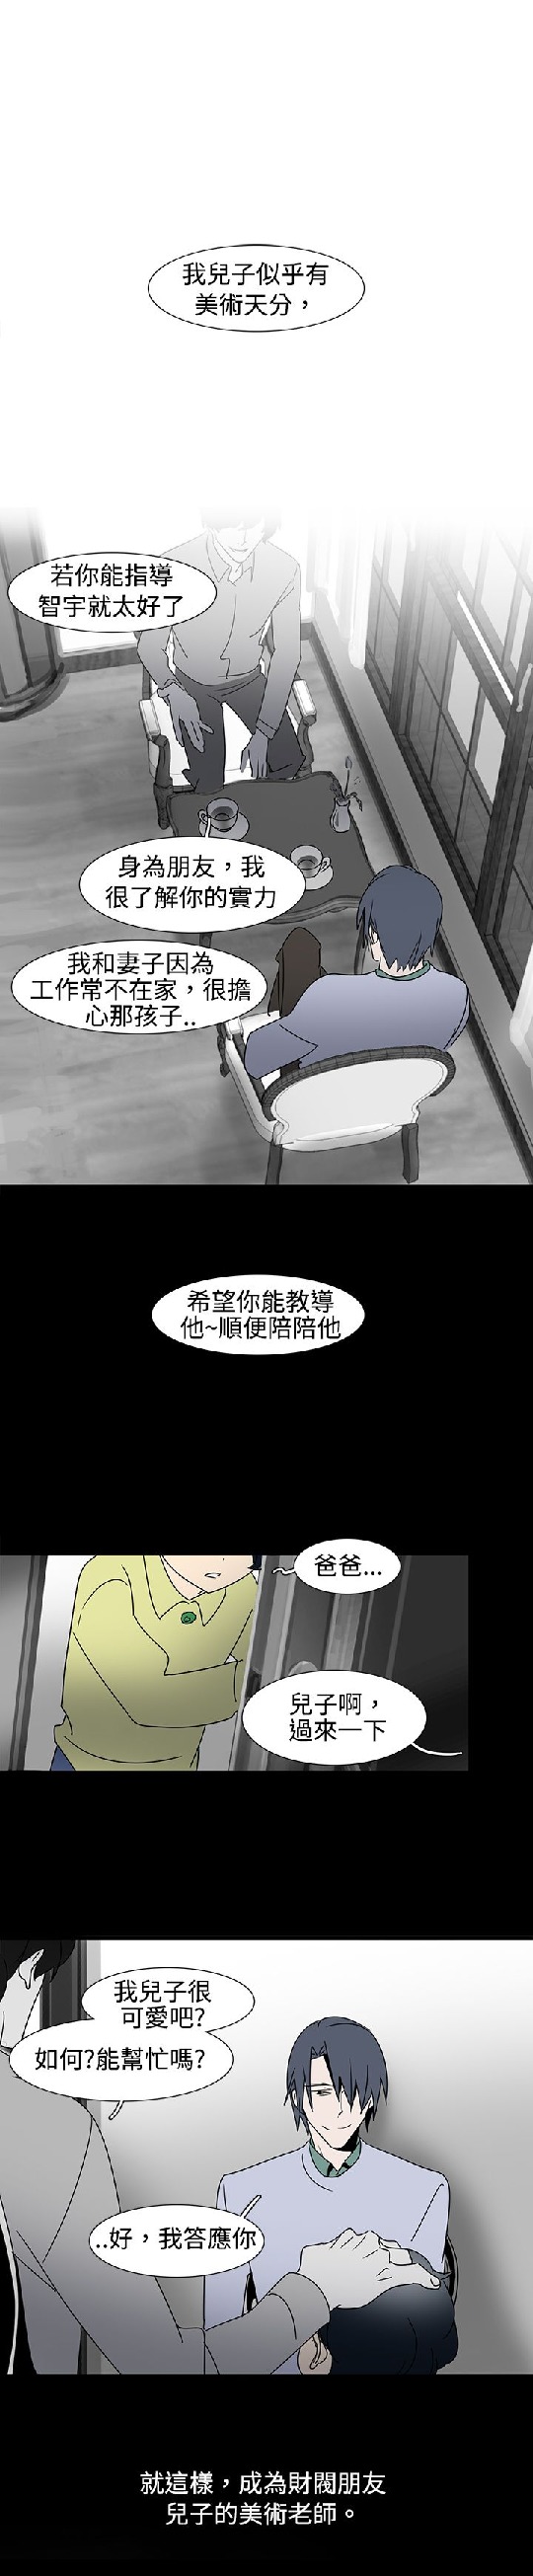 我兒子似乎有
美術天分，
若你能指導
智宇就太好了
身為朋友，我
很了解你的實力
我和妻子因為
工作常不在家，很擔
心那孩子..
希望你能教導
他~順便陪陪他
爸爸...
兒子啊，
過來一下
我兒子很
可愛吧?
如何?能幫忙嗎?
..好，我答應你
就這樣，成為財閥朋友
兒子的美術老師。